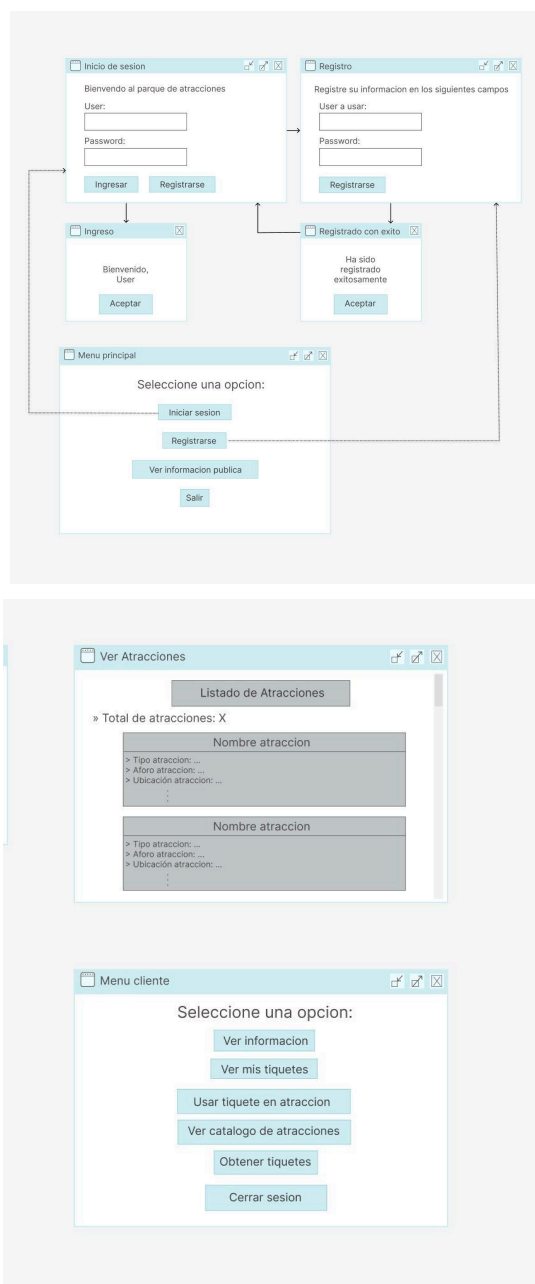 Inicio de sesion
Bienvendo al parque de atracciones
User:
Password:
Ingresar
Registrarse
Registro
Registre su informacion en los siguientes campos
User a usar:
Password:
Registrarse
Ingreso
Bienvenido,
User
Aceptar
Registrado con exito
Ha sido
registrado
exitosamente
Aceptar
Menu principal
Seleccione una opcion:
Iniciar sesion
Registrarse
Ver informacion publica
Salir
Ver Atracciones
Listado de Atracciones
» Total de atracciones: X
Nombre atraccion
> Tipo atraccion: ...
> Aforo atraccion: ...
> Ubicación atraccion: ...
Nombre atraccion
> Tipo atraccion: ...
> Aforo atraccion: ...
> Ubicación atraccion: ...
Menu cliente
Seleccione una opcion:
Ver informacion
Ver mis tiquetes
Usar tiquete en atraccion
Ver catalogo de atracciones
Obtener tiquetes
Cerrar sesion